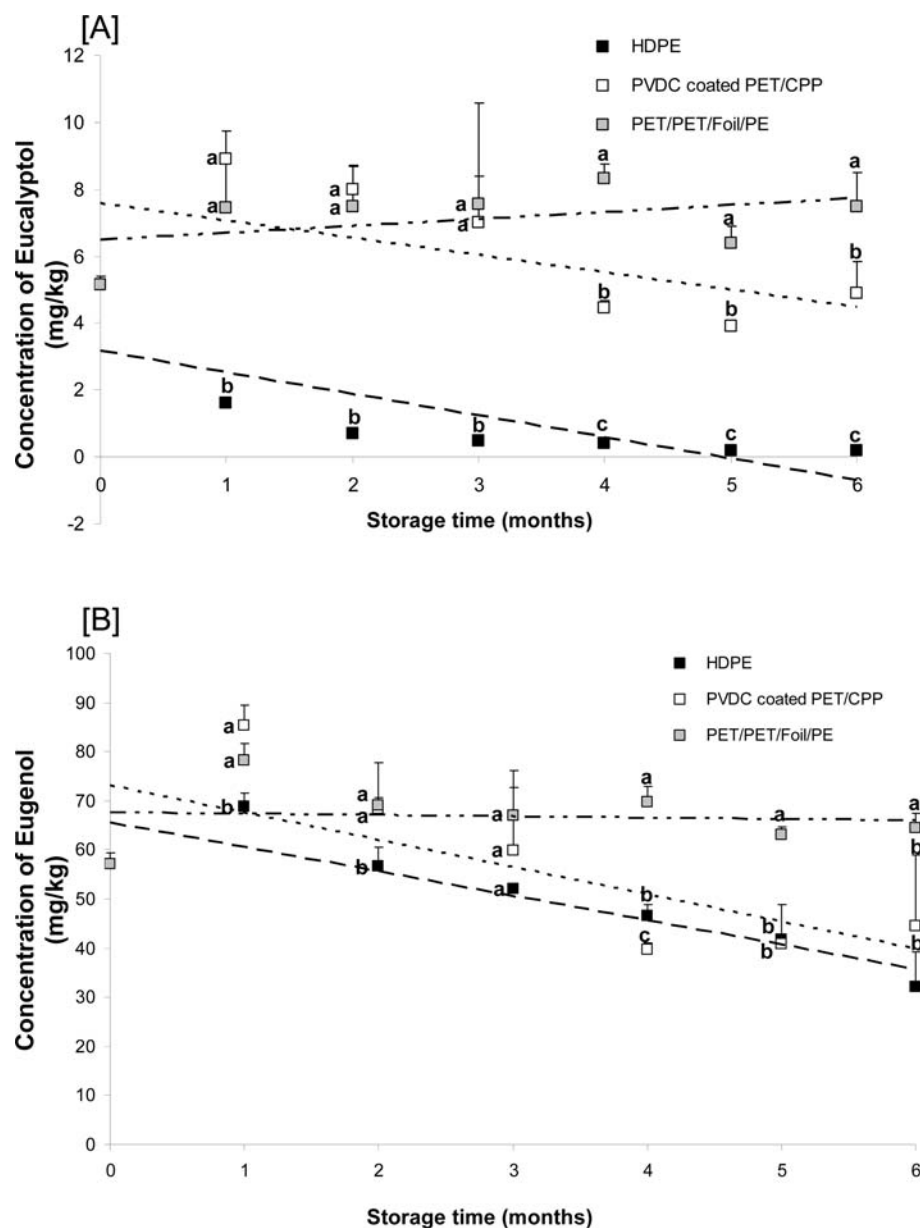 [A]
HDPE
PVDC coated PET/CPP
PET/PET/Foil/PE
Concentration of Eucalyptol
(mg/kg)
12
10
8
6
4
2
0
-2
a
a
a
a
a
a
a
a
a
b
b
b
b
b
b
c
c
c
0
1
2
3
4
5
6
Storage time (months)
[B]
HDPE
PVDC coated PET/CPP
PET/PET/Foil/PE
Concentration of Eugenol
(mg/kg)
100
90
80
70
60
50
40
30
20
10
0
a
a
b
a
a
b
a
a
a
a
b
c
a
b
b
a
b
b
0
1
2
3
4
5
6
Storage time (months)